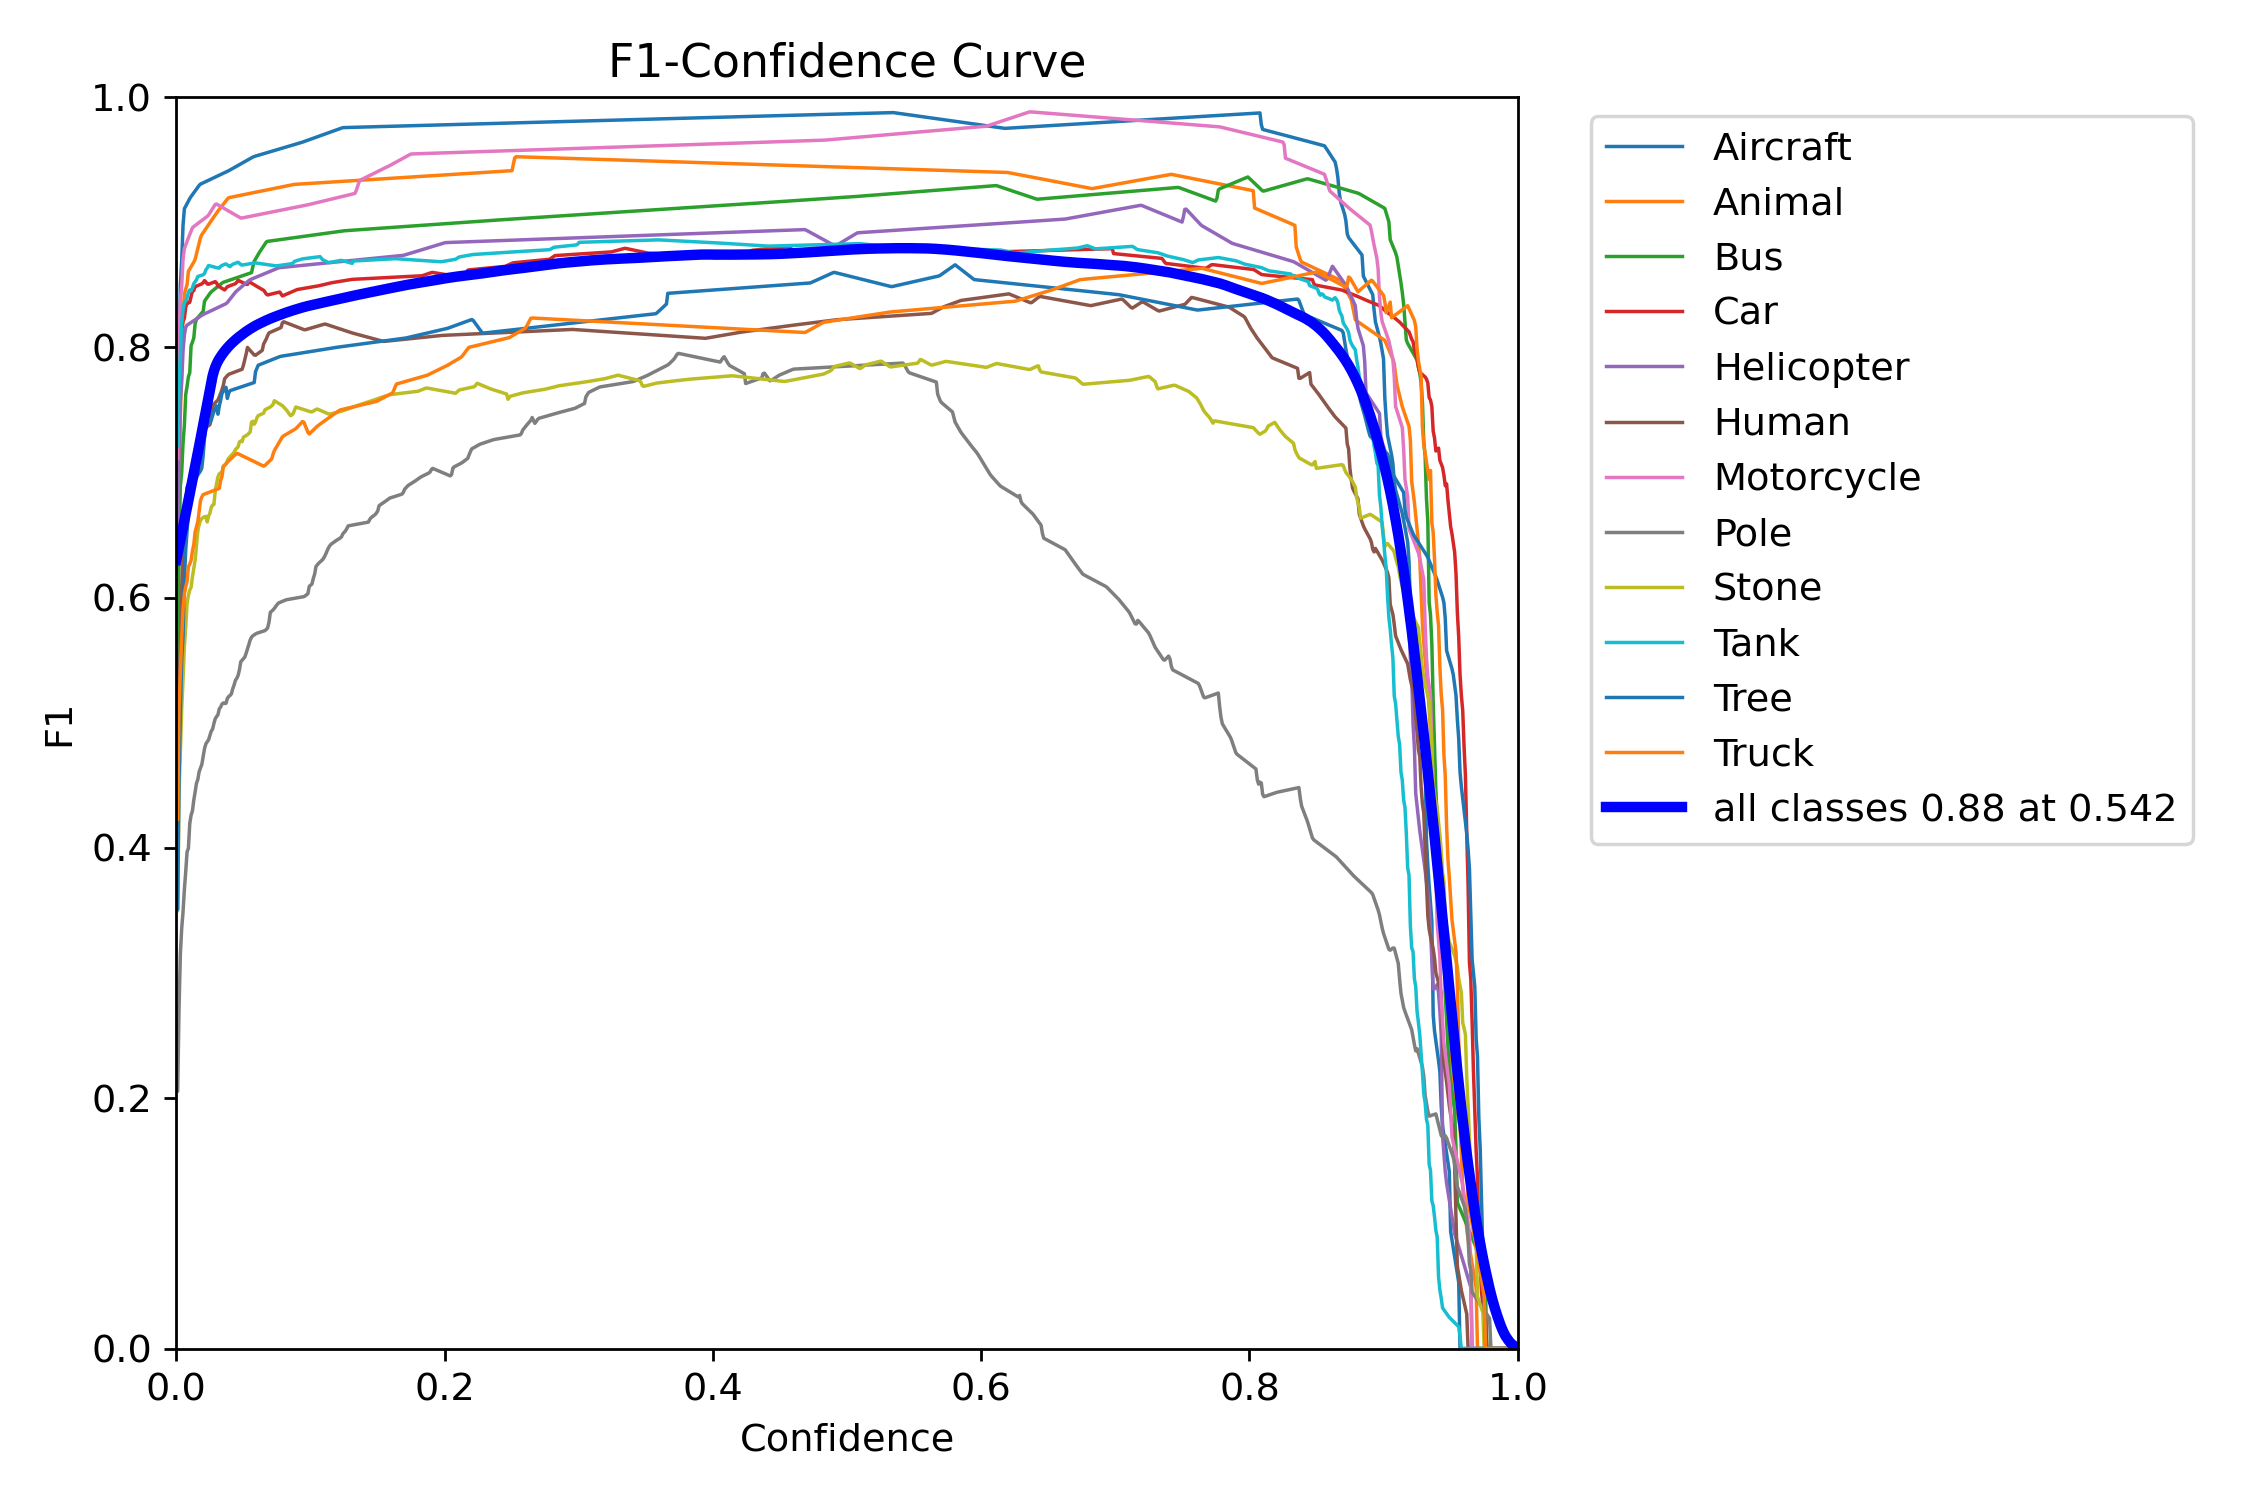 F1-Confidence Curve
1.0
0.8
0.6
0.4
0.2
0.0
F1
0.0 0.2 0.4 0.6 0.8 1.0
Confidence
Aircraft
Animal
Bus
Car
Helicopter
Human
Motorcycle
Pole
Stone
Tank
Tree
Truck
all classes 0.88 at 0.542